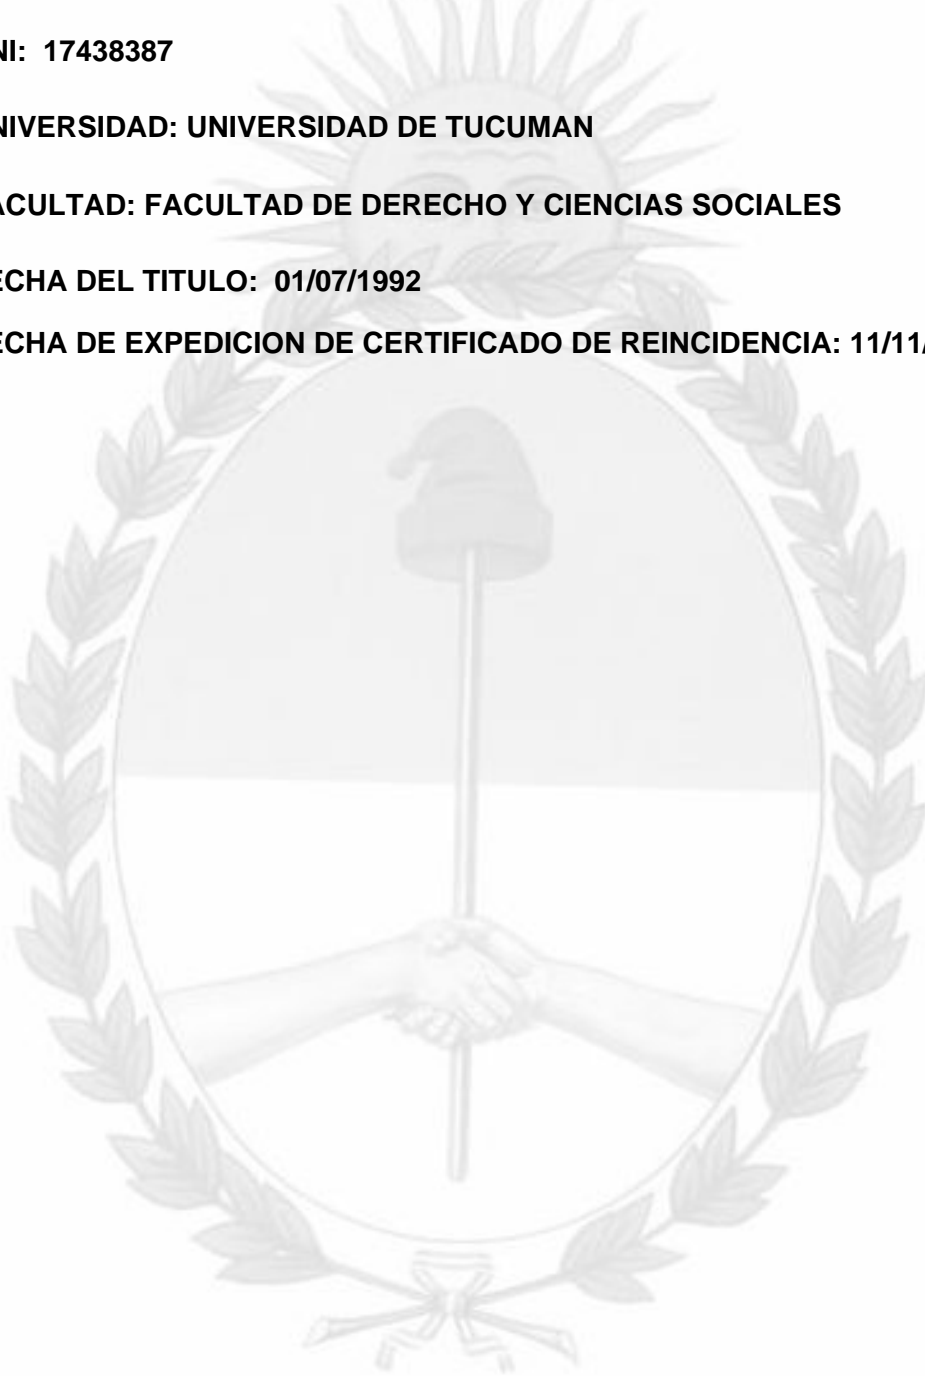 NI: 17438387
NIVERSIDAD: UNIVERSIDAD DE TUCUMAN
ACULTAD: FACULTAD DE DERECHO Y CIENCIAS SOCIALES
ECHA DEL TITULO: 01/07/1992
ECHA DE EXPEDICION DE CERTIFICADO DE REINCIDENCIA: 11/11/